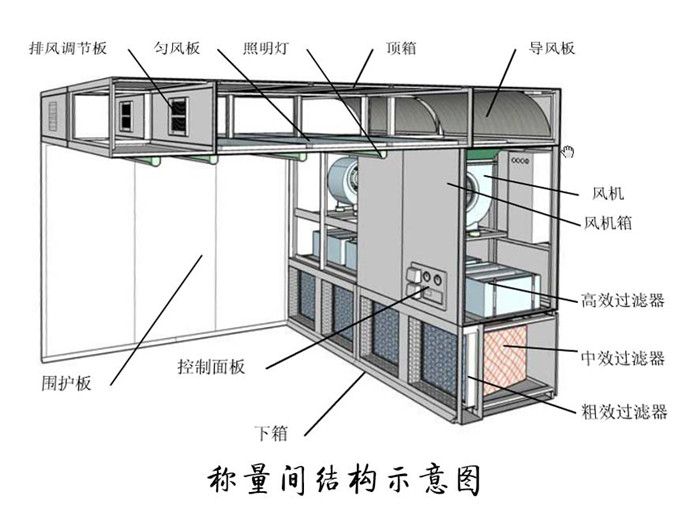 排风调节板
匀风板
照明灯
顶箱
导风板
风机
风机箱
高效过滤器
中效过滤器
粗效过滤器
控制面板
围护板
下箱
称量间结构示意图